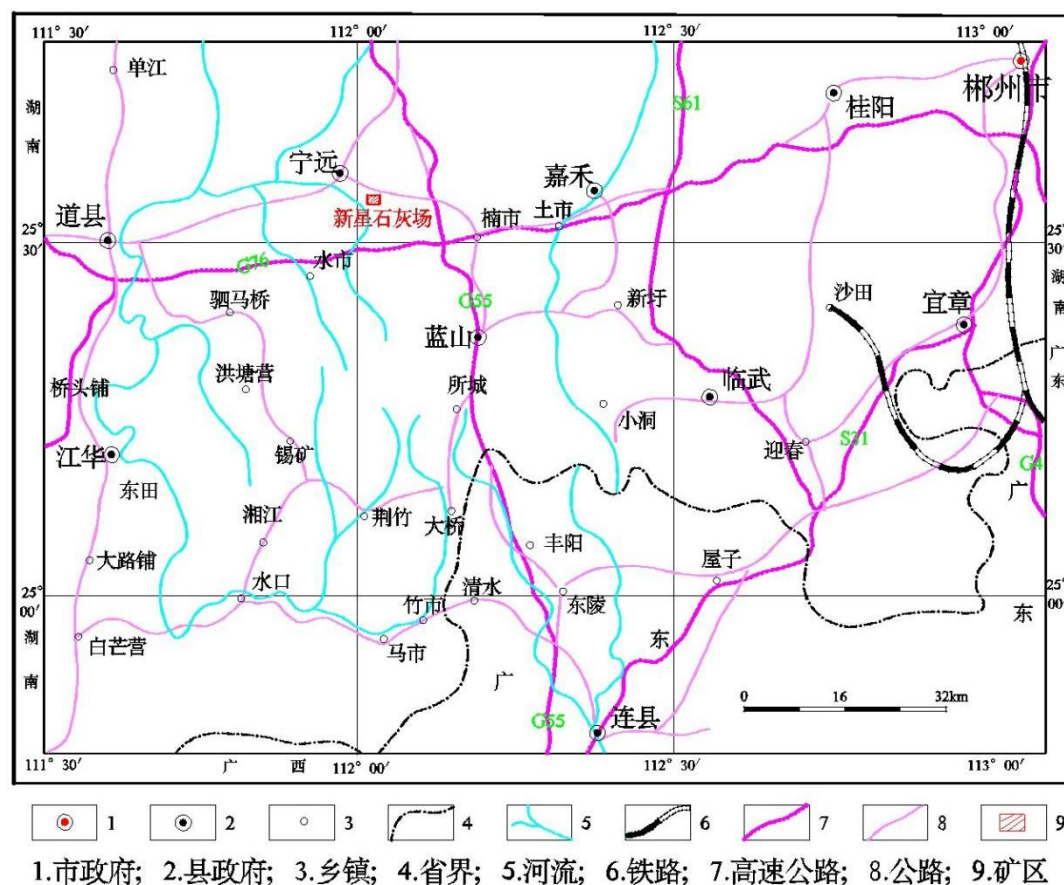 111° 30′
112° 00′
112° 30′
113° 00′
单江
郴州市
桂阳
S61
湖
南
宁远
嘉禾
新星石灰场
土市
楠市
道县
25°
30′
25°
30′
G76
水市
湖
南
驷马桥
G55
新圩
沙田
宜章
蓝山
广
东
洪塘营
所城
临武
桥头铺
小洞
江华
锡矿
迎春
S31
G4
东田
湘江
荆竹
大桥
广
大路铺
丰阳
屋子
水口
清水
25°
00′
25°
00′
竹市
东陵
东
湖
南
白芒营
马市
东
广
0 16 32km
G55
连县
111° 30′
广 西
112° 00′
112° 30′
113° 00′
1 2 3 4 5 6 7 8 9
1.市政府; 2.县政府; 3.乡镇; 4.省界; 5.河流; 6.铁路; 7.高速公路; 8.公路; 9.矿区